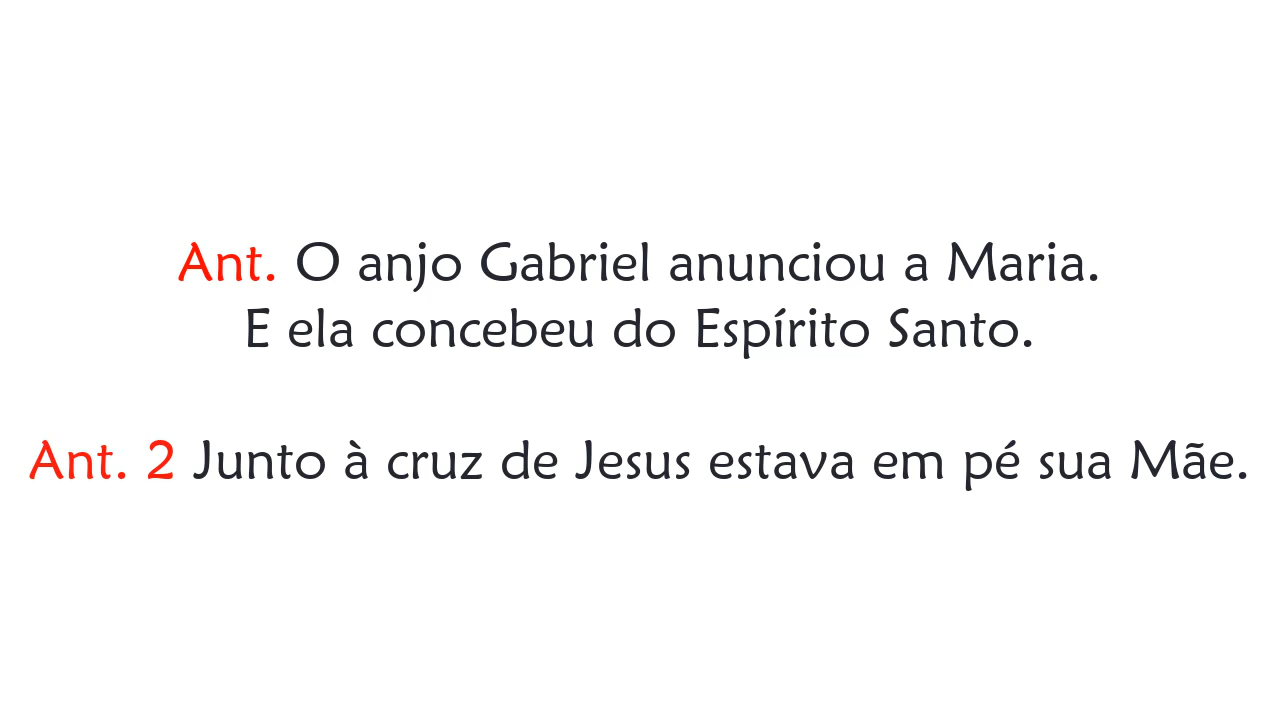 Ant. O anjo Gabriel anunciou a Maria.
E ela concebeu do Espírito Santo.
Ant. 2 Junto à cruz de Jesus estava em pé sua Mãe.